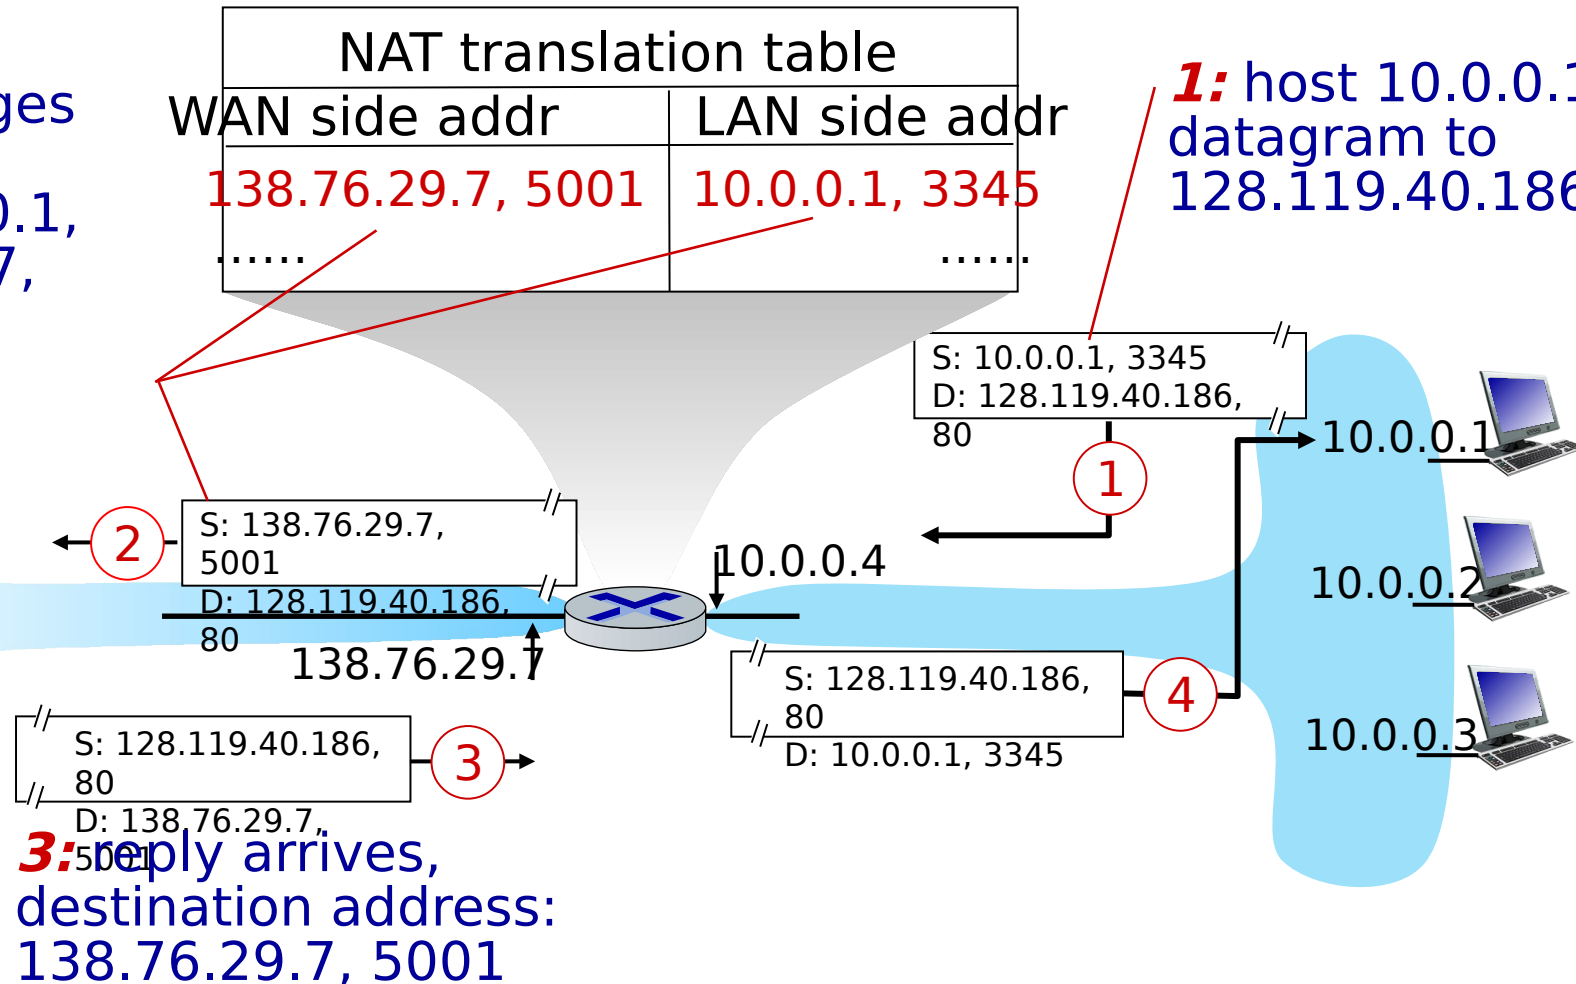 NAT translation table
WAN side addr LAN side addr
138.76.29.7, 5001 10.0.0.1, 3345
...... ......
1: host 10.0.0.1
datagram to
128.119.40.186
S: 10.0.0.1, 3345
D: 128.119.40.186,
80
1
10.0.0.1
10.0.0.2
10.0.0.3
2
S: 138.76.29.7,
5001
D: 128.119.40.186,
80
10.0.0.4
138.76.29.7
S: 128.119.40.186,
80
D: 10.0.0.1, 3345
4
S: 128.119.40.186,
80
D: 138.76.29.7,
5001
3
3: reply arrives,
destination address:
138.76.29.7, 5001